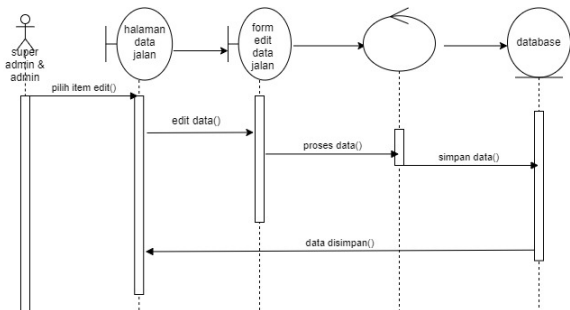 super
admin &
admin
halaman
data
jalan
form
edit
data
jalan
database
pilih item edit()
edit data()
proses data()
simpan data()
data disimpan()